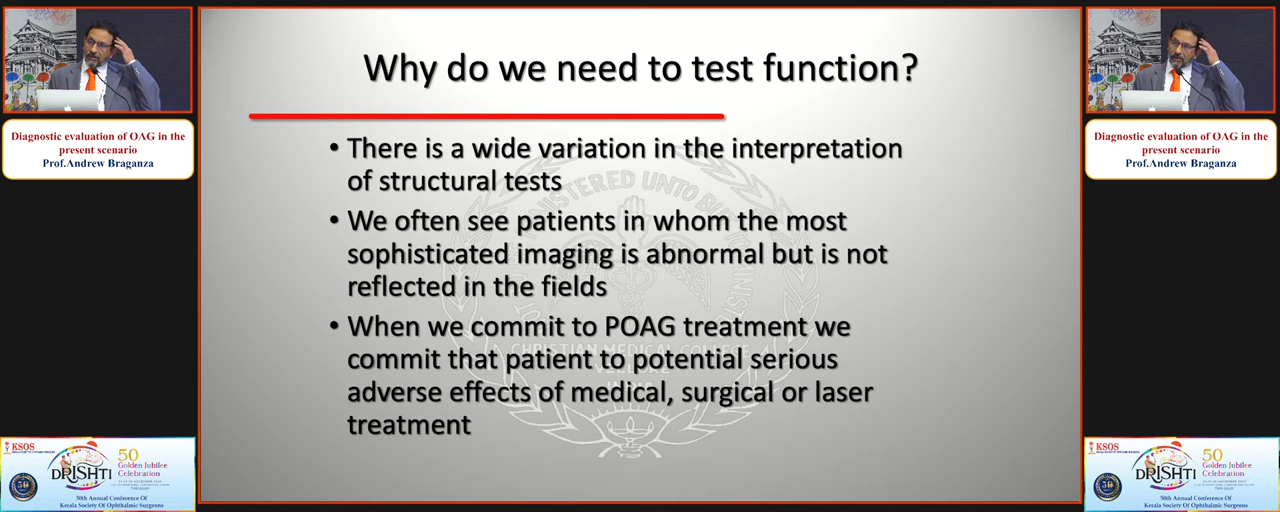 Why do we need to test function?
• There is a wide variation in the interpretation
of structural tests
• We often see patients in whom the most
sophisticated imaging is abnormal but is not
reflected in the fields
• When we commit to POAG treatment we
commit that patient to potential serious
adverse effects of medical, surgical or laser
treatment
CHRISTIAN MEDICAL COLLEGE
VELLORE
INDIA
Diagnostic evaluation of OAG in the
present scenario
Prof.Andrew Braganza
KSOS
DRISHTI
50
Golden Jubilee
Celebration
50th Annual Conference Of
Kerala Society Of Ophthalmic Surgeons
Diagnostic evaluation of OAG in the
present scenario
Prof.Andrew Braganza
KSOS
DRISHTI
50
Golden Jubilee
Celebration
50th Annual Conference Of
Kerala Society Of Ophthalmic Surgeons